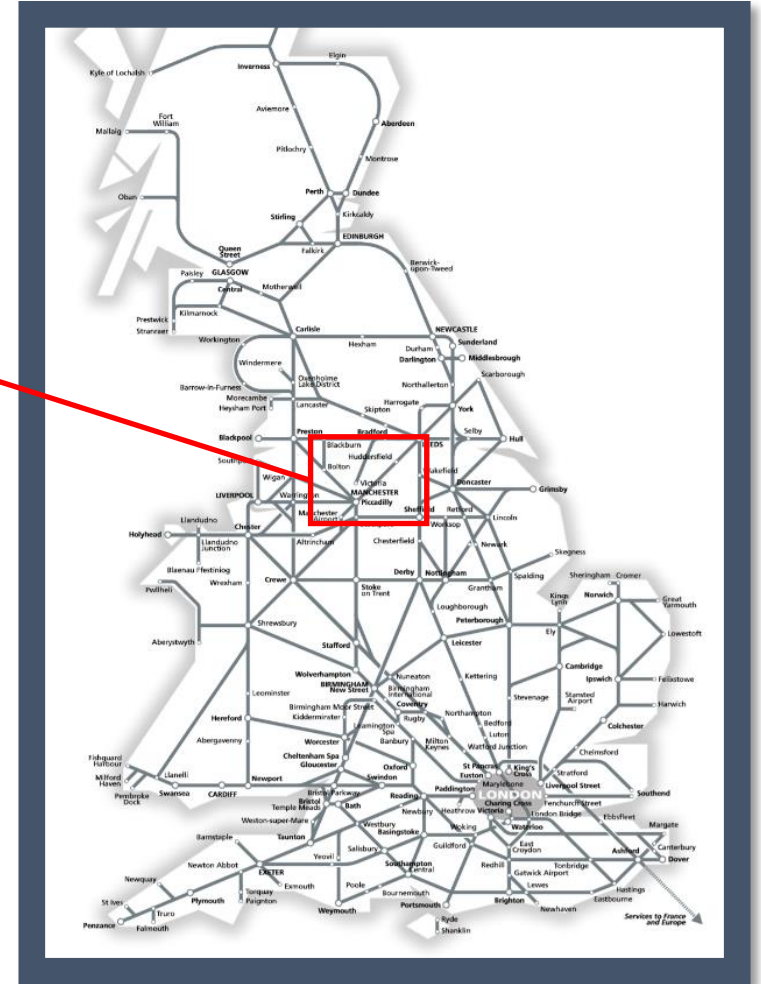 Elgin
Inverness
Kyle of Lochalsh
Aviemore
Fort
William
Aberdeen
Mallaig
Pitlochry
Montrose
Perth
Dundee
Oban
Stirling
Kirkcaldy
EDINBURGH
Queen
Street
Falkirk
Berwick-
upon-Tweed
Paisley
GLASGOW
Central
Motherwell
Prestwick
Kilmarnock
Stranraer
Carlisle
NEWCASTLE
Workington
Hexham
Sunderland
Durham
Darlington
Middlesbrough
Windermere
Scarborough
Oxenholme
Lake District
Northallerton
Barrow-in-Furness
Morecambe
Heysham Port
Lancaster
Harrogate
York
Skipton
Preston
Bradford
Selby
Blackpool
Blackburn
LEEDS
Hull
Huddersfield
Bolton
Wakefield
Wigan
Victoria
Doncaster
MANCHESTER
Grimsby
LIVERPOOL
Warrington
Piccadilly
Manchester
Airport
Sheffield
Retford
Llandudno
Lincoln
Chester
Worksop
Holyhead
Llandudno
Junction
Altrincham
Chesterfield
Newark
Skegness
Blaenau Ffestiniog
Derby
Nottingham
Spalding
Sheringham
Cromer
Pwllheli
Wrexham
Crewe
Stoke
on Trent
Grantham
Kings
Lynn
Norwich
Great
Yarmouth
Loughborough
Peterborough
Shrewsbury
Ely
Lowestoft
Aberystwyth
Stafford
Leicester
Cambridge
Wolverhampton
Nuneaton
Kettering
Ipswich
Felixstowe
BIRMINGHAM
New Street
Birmingham
International
Leominster
Stevenage
Stansted
Airport
Harwich
Birmingham Moor Street
Coventry
Kidderminster
Rugby
Northampton
Hereford
Leamington
Spa
Bedford
Colchester
Abergavenny
Worcester
Banbury
Milton
Keynes
Luton
Watford Junction
Chelmsford
Fishguard
Harbour
Cheltenham Spa
Gloucester
Oxford
St Pancras
King's
Cross
Euston
Stratford
Milford
Haven
Llanelli
Newport
Swindon
Marylebone
Liverpool Street
Pembroke
Dock
Swansea
CARDIFF
Bristol Parkway
Reading
Paddington
LONDON
Southend
Bristol
Temple Meads
Bath
Newbury
Heathrow
Victoria
Charing Cross
Fenchurch Street
London Bridge
Ebbsfleet
Weston-super-Mare
Westbury
Waterloo
Margate
Barnstaple
Taunton
Basingstoke
Woking
East
Croydon
Canterbury
Salisbury
Guildford
Ashford
Dover
Yeovil
Newton Abbot
Southampton
Central
Redhill
Tonbridge
Gatwick Airport
Newquay
EXETER
Exmouth
Poole
Lewes
Hastings
Torquay
Paignton
Bournemouth
Eastbourne
St Ives
Plymouth
Weymouth
Portsmouth
Brighton
Newhaven
Truro
Penzance
Falmouth
Ryde
Shanklin
Services to France
and Europe